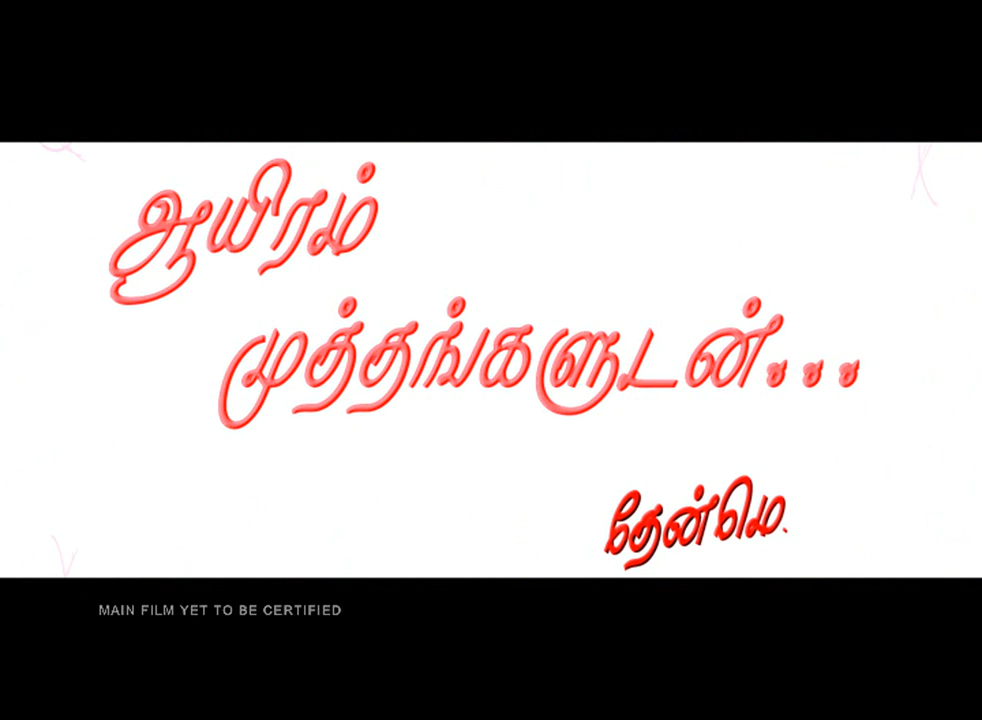 ஆயிரம்
முத்தங்களுடன்...
தேன்மெ
MAIN FILM YET TO BE CERTIFIED